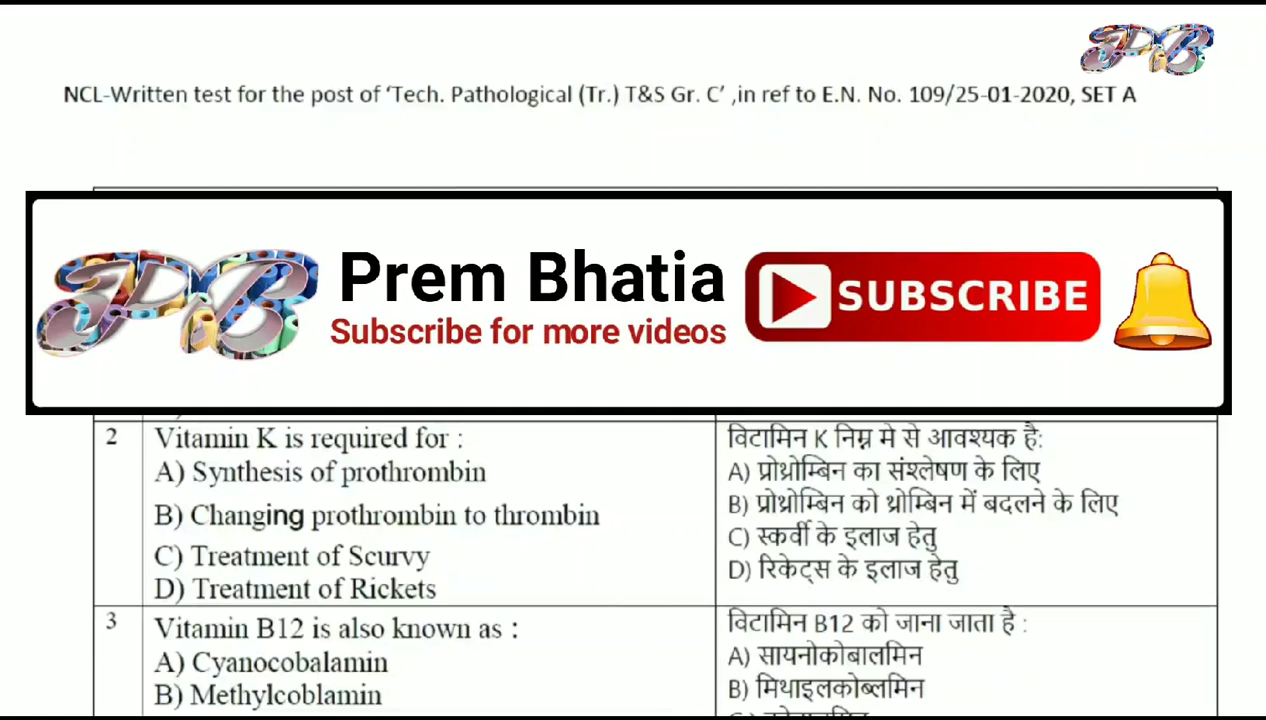 PB
NCL-Written test for the post of ‘Tech. Pathological (Tr.) T&S Gr. C’ ,in ref to E.N. No. 109/25-01-2020, SET A
PB
Prem Bhatia
Subscribe for more videos
SUBSCRIBE
2
Vitamin K is required for :
A) Synthesis of prothrombin
B) Changing prothrombin to thrombin
C) Treatment of Scurvy
D) Treatment of Rickets
विटामिन K निम्न मे से आवश्यक है:
A) प्रोथ्रोम्बिन का संश्लेषण के लिए
B) प्रोथ्रोम्बिन को थ्रोम्बिन में बदलने के लिए
C) स्कर्वी के इलाज हेतु
D) रिकेट्स के इलाज हेतु
3
Vitamin B12 is also known as :
A) Cyanocobalamin
B) Methylcoblamin
विटामिन B12 को जाना जाता है :
A) सायनोकोबालमिन
B) मिथाइलकोब्लमिन